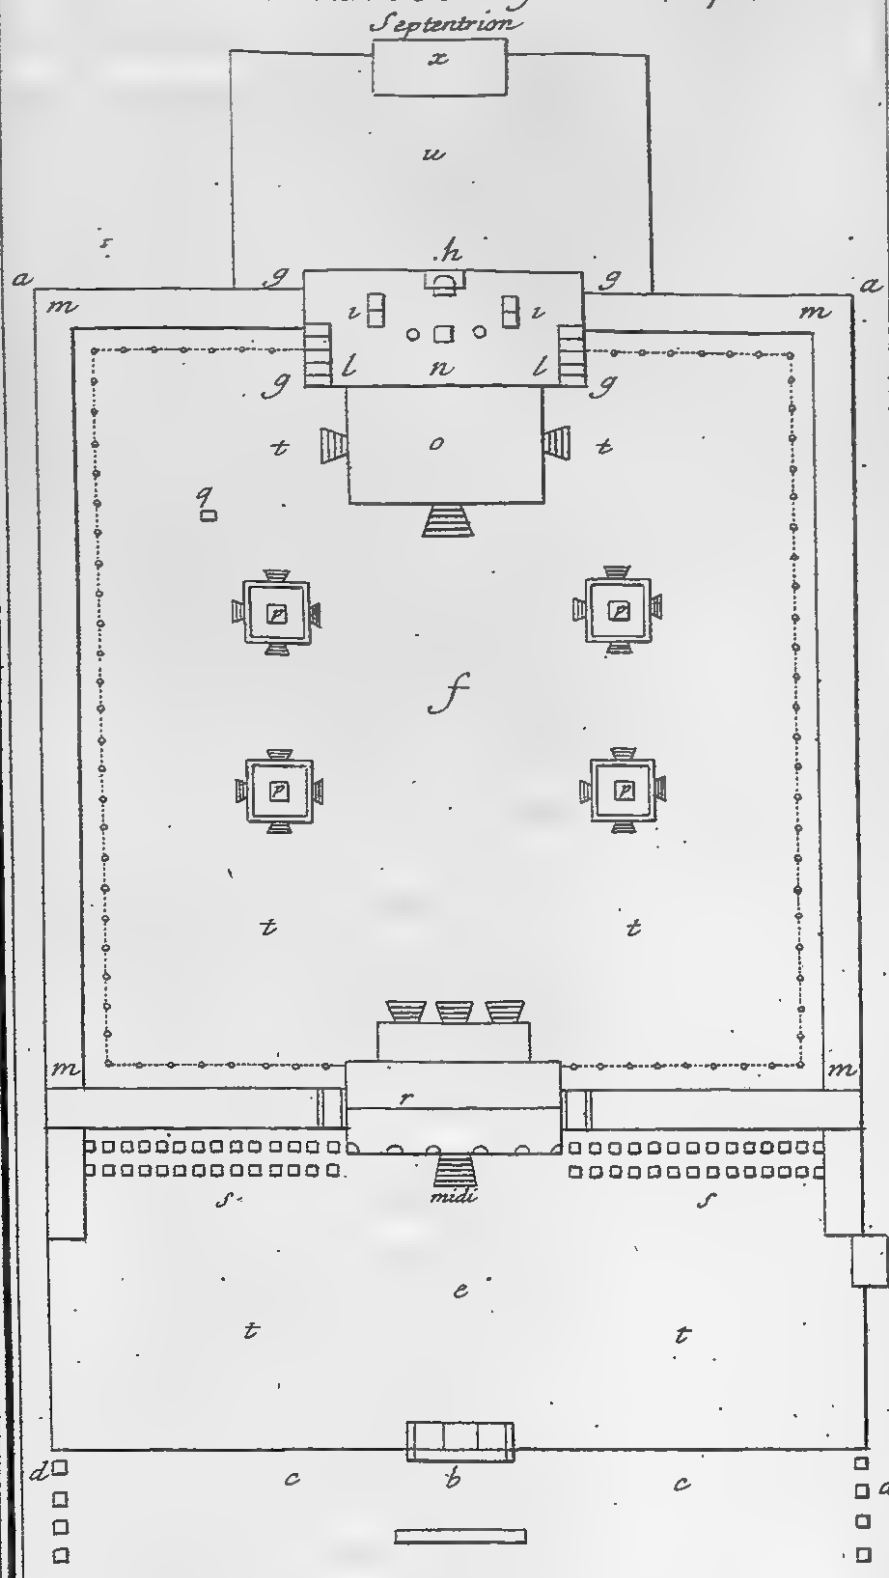 Septentrion
x
u
a g .h g a
m ı ı m
l n l
g g
t o t
q
p p
f
p p
t t
m m
r
s midi s
e
t t
d c b c d